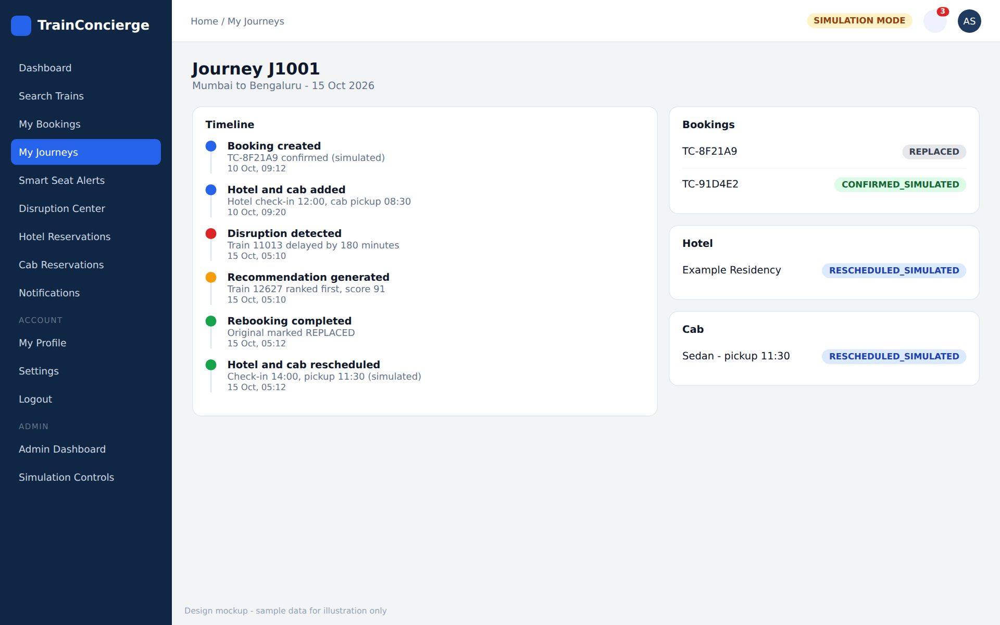 TrainConcierge
Dashboard
Search Trains
My Bookings
My Journeys
Smart Seat Alerts
Disruption Center
Hotel Reservations
Cab Reservations
Notifications
ACCOUNT
My Profile
Settings
Logout
ADMIN
Admin Dashboard
Simulation Controls
Home / My Journeys
SIMULATION MODE
3
AS
Journey J1001
Mumbai to Bengaluru - 15 Oct 2026
Timeline
Booking created
TC-8F21A9 confirmed (simulated)
10 Oct, 09:12
Hotel and cab added
Hotel check-in 12:00, cab pickup 08:30
10 Oct, 09:20
Disruption detected
Train 11013 delayed by 180 minutes
15 Oct, 05:10
Recommendation generated
Train 12627 ranked first, score 91
15 Oct, 05:10
Rebooking completed
Original marked REPLACED
15 Oct, 05:12
Hotel and cab rescheduled
Check-in 14:00, pickup 11:30 (simulated)
15 Oct, 05:12
Bookings
TC-8F21A9 REPLACED
TC-91D4E2 CONFIRMED_SIMULATED
Hotel
Example Residency RESCHEDULED_SIMULATED
Cab
Sedan - pickup 11:30 RESCHEDULED_SIMULATED
Design mockup - sample data for illustration only